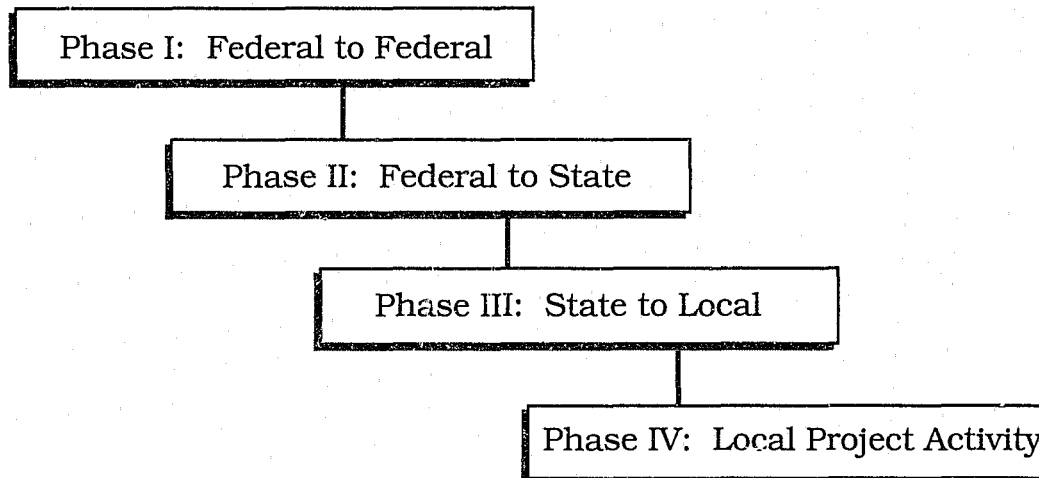 Phase I: Federal to Federal
Phase II: Federal to State
Phase III: State to Local
Phase IV: Local Project Activity